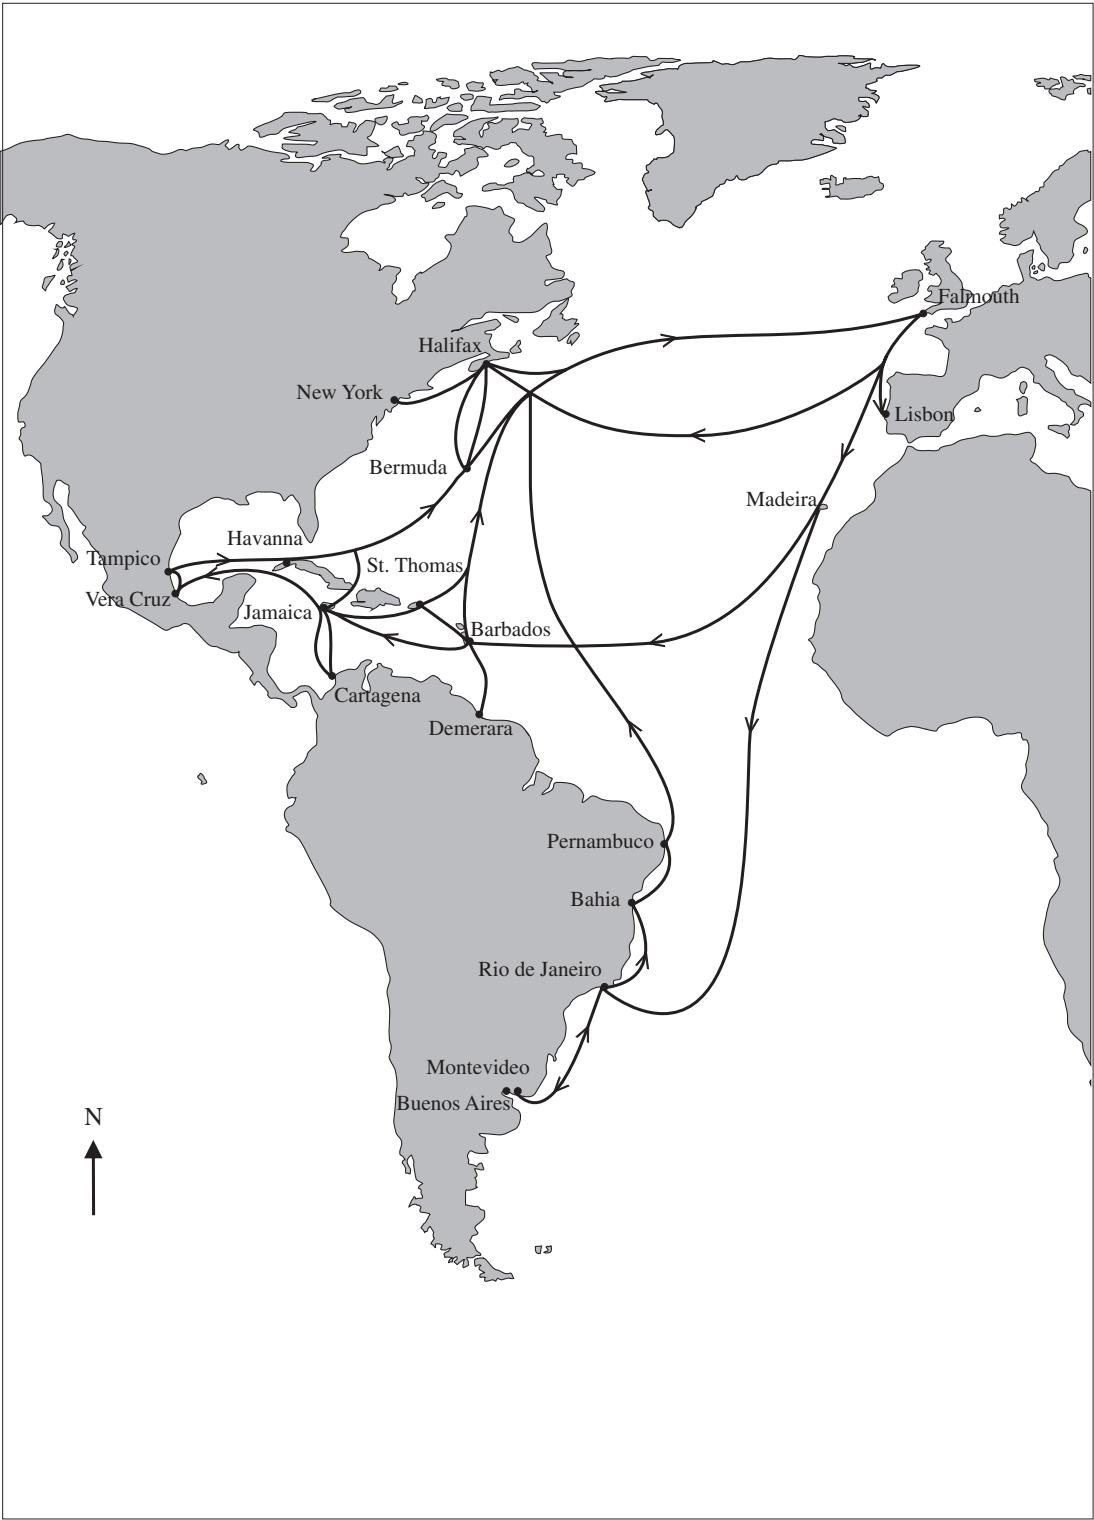 Falmouth
Halifax
New York
Lisbon
Bermuda
Madeira
Havanna
Tampico
St. Thomas
Vera Cruz
Jamaica
Barbados
Cartagena
Demerara
Pernambuco
Bahia
Rio de Janeiro
Montevideo
Buenos Aires
N